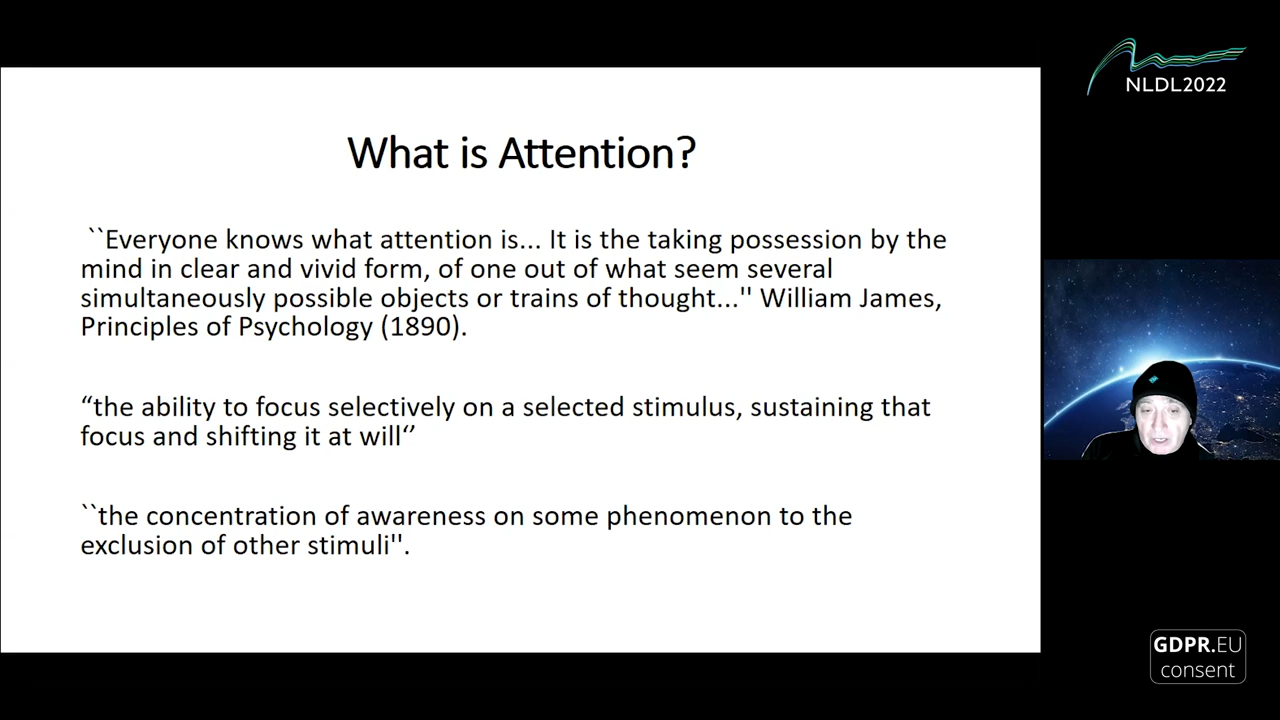 NLDL2022
What is Attention?
``Everyone knows what attention is... It is the taking possession by the
mind in clear and vivid form, of one out of what seem several
simultaneously possible objects or trains of thought...'' William James,
Principles of Psychology (1890).
“the ability to focus selectively on a selected stimulus, sustaining that
focus and shifting it at will‘’
``the concentration of awareness on some phenomenon to the
exclusion of other stimuli''.
GDPR.EU
consent